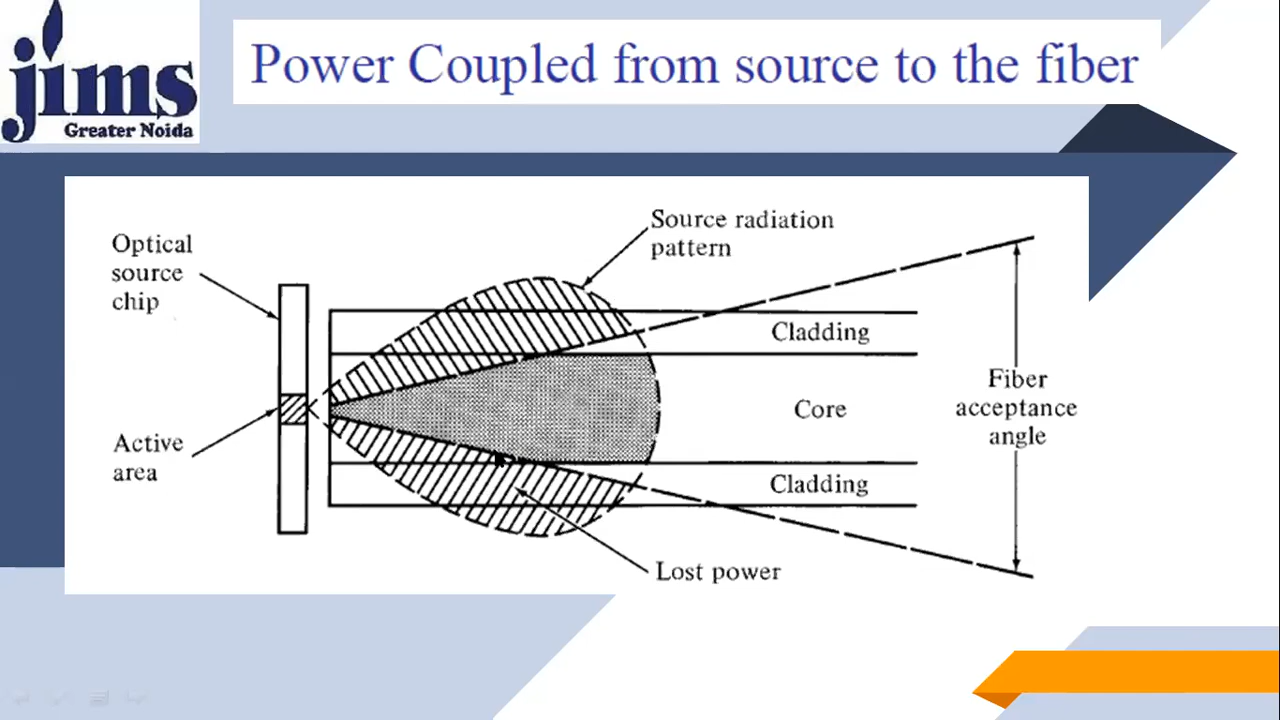 jims
Greater Noida
Power Coupled from source to the fiber
Optical
source
chip
Source radiation
pattern
Cladding
Fiber
acceptance
angle
Core
Active
area
Cladding
Lost power